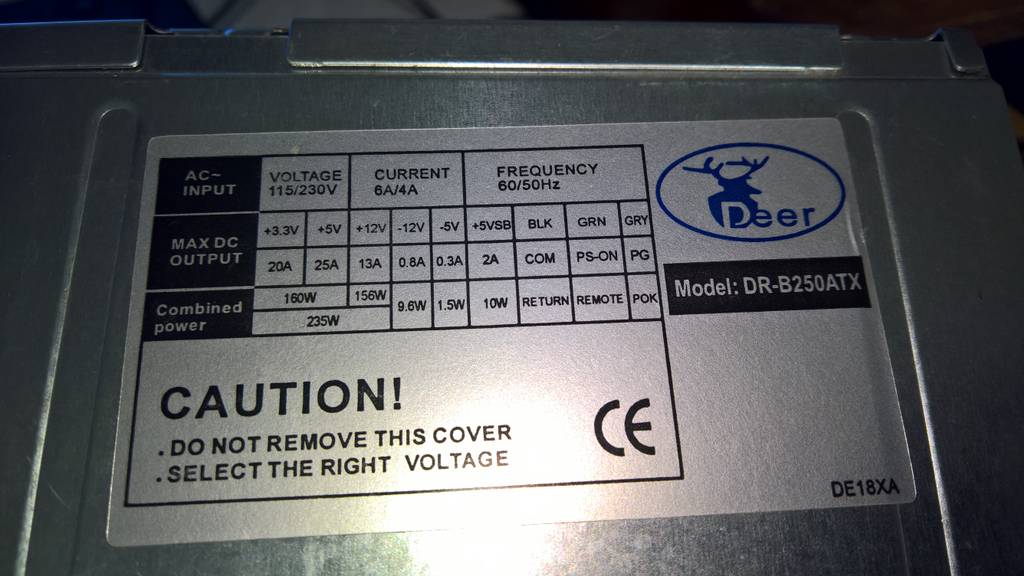 AC~ INPUT VOLTAGE 115/230V CURRENT 6A/4A FREQUENCY 60/50Hz
MAX DC OUTPUT +3.3V +5V +12V -12V -5V +5VSB BLK GRN GRY
20A 25A 13A 0.8A 0.3A 2A COM PS-ON PG
Combined power 160W 156W 9.6W 1.5W 10W RETURN REMOTE POK
235W
CAUTION!
. DO NOT REMOVE THIS COVER
. SELECT THE RIGHT VOLTAGE
CE
Deer
Model: DR-B250ATX
DE18XA